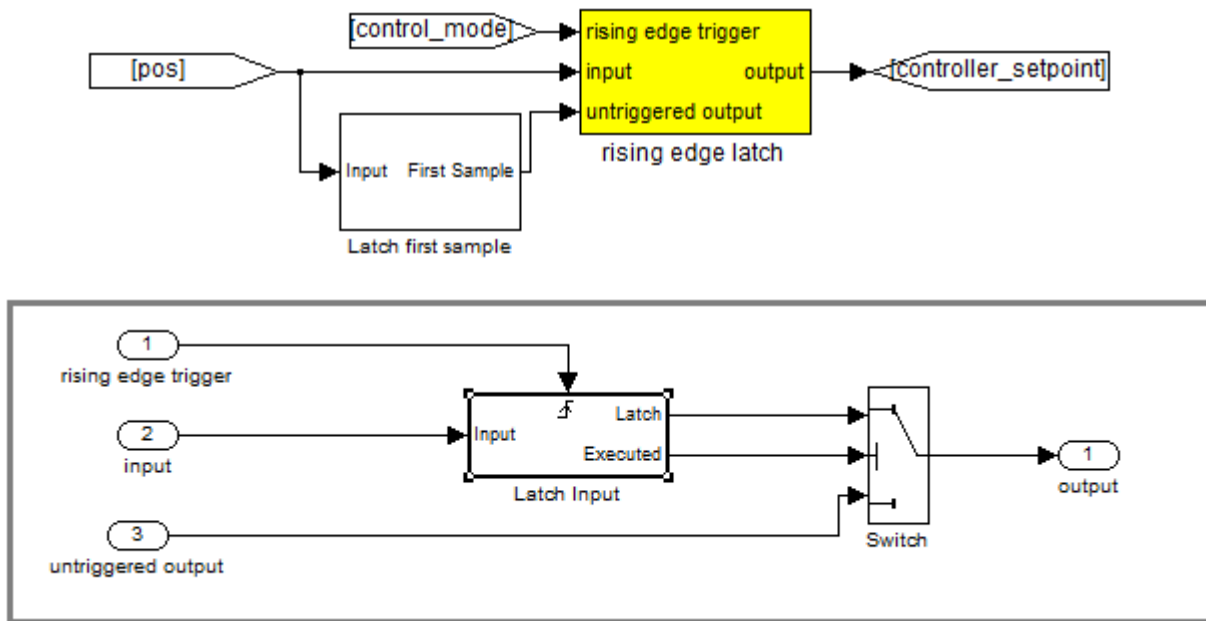 [control_mode]
rising edge trigger
[pos]
input
output
[controller_setpoint]
untriggered output
rising edge latch
Input
First Sample
Latch first sample
1
rising edge trigger
Latch
2
Input
input
Executed
1
output
Latch Input
3
untriggered output
Switch